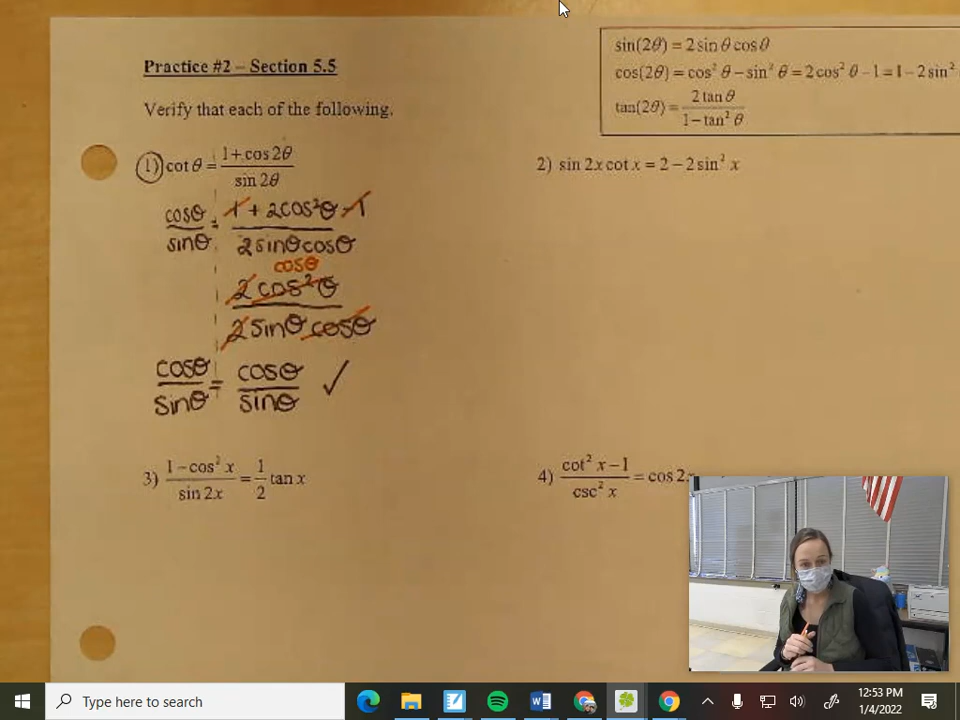 Practice #2 – Section 5.5
sin(2θ) = 2 sin θ cos θ
cos(2θ) = cos² θ – sin² θ = 2 cos² θ – 1 = 1 – 2 sin²
tan(2θ) = 2 tan θ / 1 – tan² θ
Verify that each of the following.
1) cot θ = 1 + cos 2θ / sin 2θ
cosθ / sinθ = 1 + 2cos²θ - 1 / 2sinθcosθ
cosθ
2cos²θ / 2sinθcosθ
cosθ / sinθ = cosθ / sinθ ✓
2) sin 2x cot x = 2 – 2 sin² x
3) 1 – cos² x / sin 2x = 1/2 tan x
4) cot² x – 1 / csc² x = cos 2x
Type here to search
12:53 PM
1/4/2022